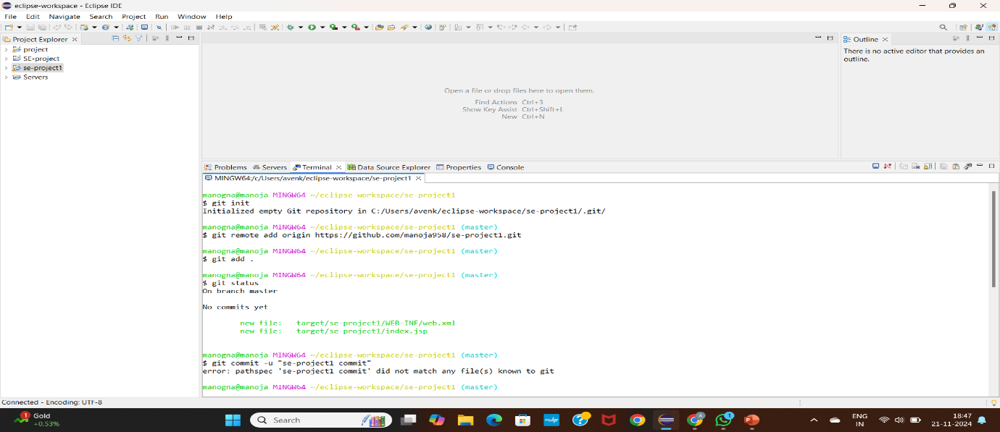 eclipse-workspace - Eclipse IDE
File Edit Navigate Search Project Run Window Help
Project Explorer
project
SE-project
se-project1
Servers
Open a file or drop files here to open them.
Find Actions Ctrl+3
Show Key Assist Ctrl+Shift+L
New Ctrl+N
Outline
There is no active editor that provides an
outline.
Problems Servers Terminal Data Source Explorer Properties Console
MINGW64:/c/Users/avenk/eclipse-workspace/se-project1
manogna@manoja MINGW64 ~/eclipse-workspace/se-project1
$ git init
Initialized empty Git repository in C:/Users/avenk/eclipse-workspace/se-project1/.git/
manogna@manoja MINGW64 ~/eclipse-workspace/se-project1 (master)
$ git remote add origin https://github.com/manoja958/se-project1.git
manogna@manoja MINGW64 ~/eclipse-workspace/se-project1 (master)
$ git add .
manogna@manoja MINGW64 ~/eclipse-workspace/se-project1 (master)
$ git status
On branch master
No commits yet
new file: target/se-project1/WEB-INF/web.xml
new file: target/se-project1/index.jsp
manogna@manoja MINGW64 ~/eclipse-workspace/se-project1 (master)
$ git commit -u "se-project1 commit"
error: pathspec 'se-project1 commit' did not match any file(s) known to git
manogna@manoja MINGW64 ~/eclipse-workspace/se-project1 (master)
Connected - Encoding: UTF-8
1
Gold
+0.53%
Search
1
ENG
IN
18:47
21-11-2024